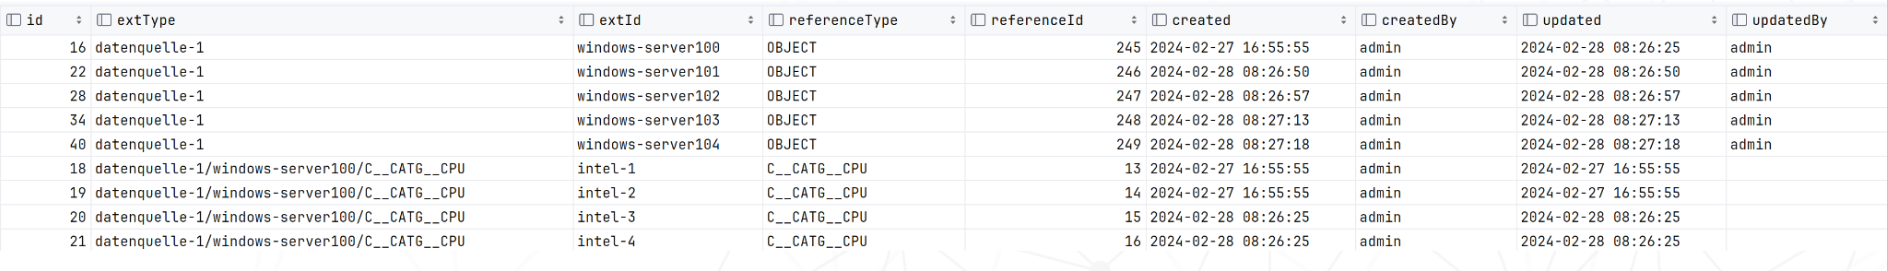 id extType extId referenceType referenceId created createdBy updated updatedBy
16 datenquelle-1 windows-server100 OBJECT 245 2024-02-27 16:55:55 admin 2024-02-28 08:26:25 admin
22 datenquelle-1 windows-server101 OBJECT 246 2024-02-28 08:26:50 admin 2024-02-28 08:26:50 admin
28 datenquelle-1 windows-server102 OBJECT 247 2024-02-28 08:26:57 admin 2024-02-28 08:26:57 admin
34 datenquelle-1 windows-server103 OBJECT 248 2024-02-28 08:27:13 admin 2024-02-28 08:27:13 admin
40 datenquelle-1 windows-server104 OBJECT 249 2024-02-28 08:27:18 admin 2024-02-28 08:27:18 admin
18 datenquelle-1/windows-server100/C__CATG__CPU intel-1 C__CATG__CPU 13 2024-02-27 16:55:55 admin 2024-02-27 16:55:55
19 datenquelle-1/windows-server100/C__CATG__CPU intel-2 C__CATG__CPU 14 2024-02-27 16:55:55 admin 2024-02-27 16:55:55
20 datenquelle-1/windows-server100/C__CATG__CPU intel-3 C__CATG__CPU 15 2024-02-28 08:26:25 admin 2024-02-28 08:26:25
21 datenquelle-1/windows-server100/C__CATG__CPU intel-4 C__CATG__CPU 16 2024-02-28 08:26:25 admin 2024-02-28 08:26:25